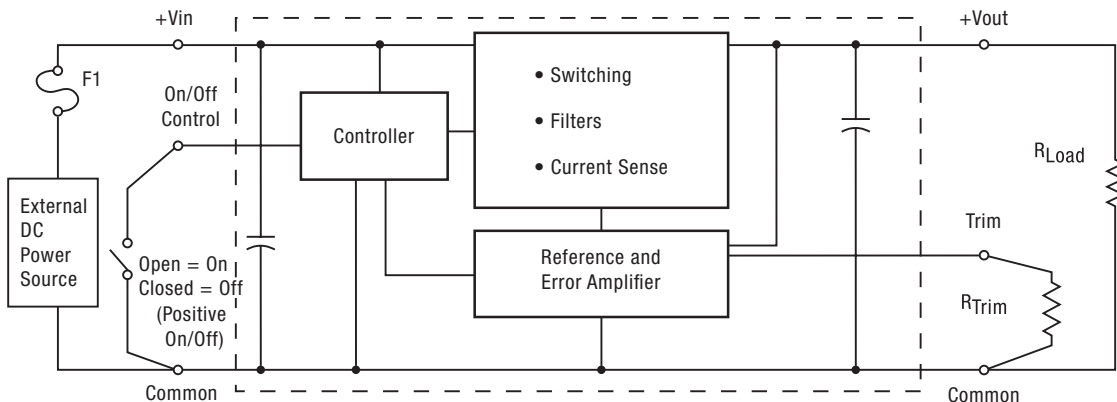 +Vin
+Vout
F1
On/Off
Control
Controller
• Switching
• Filters
• Current Sense
RLoad
External
DC
Power
Source
Open = On
Closed = Off
(Positive
On/Off)
Reference and
Error Amplifier
Trim
RTrim
Common
Common